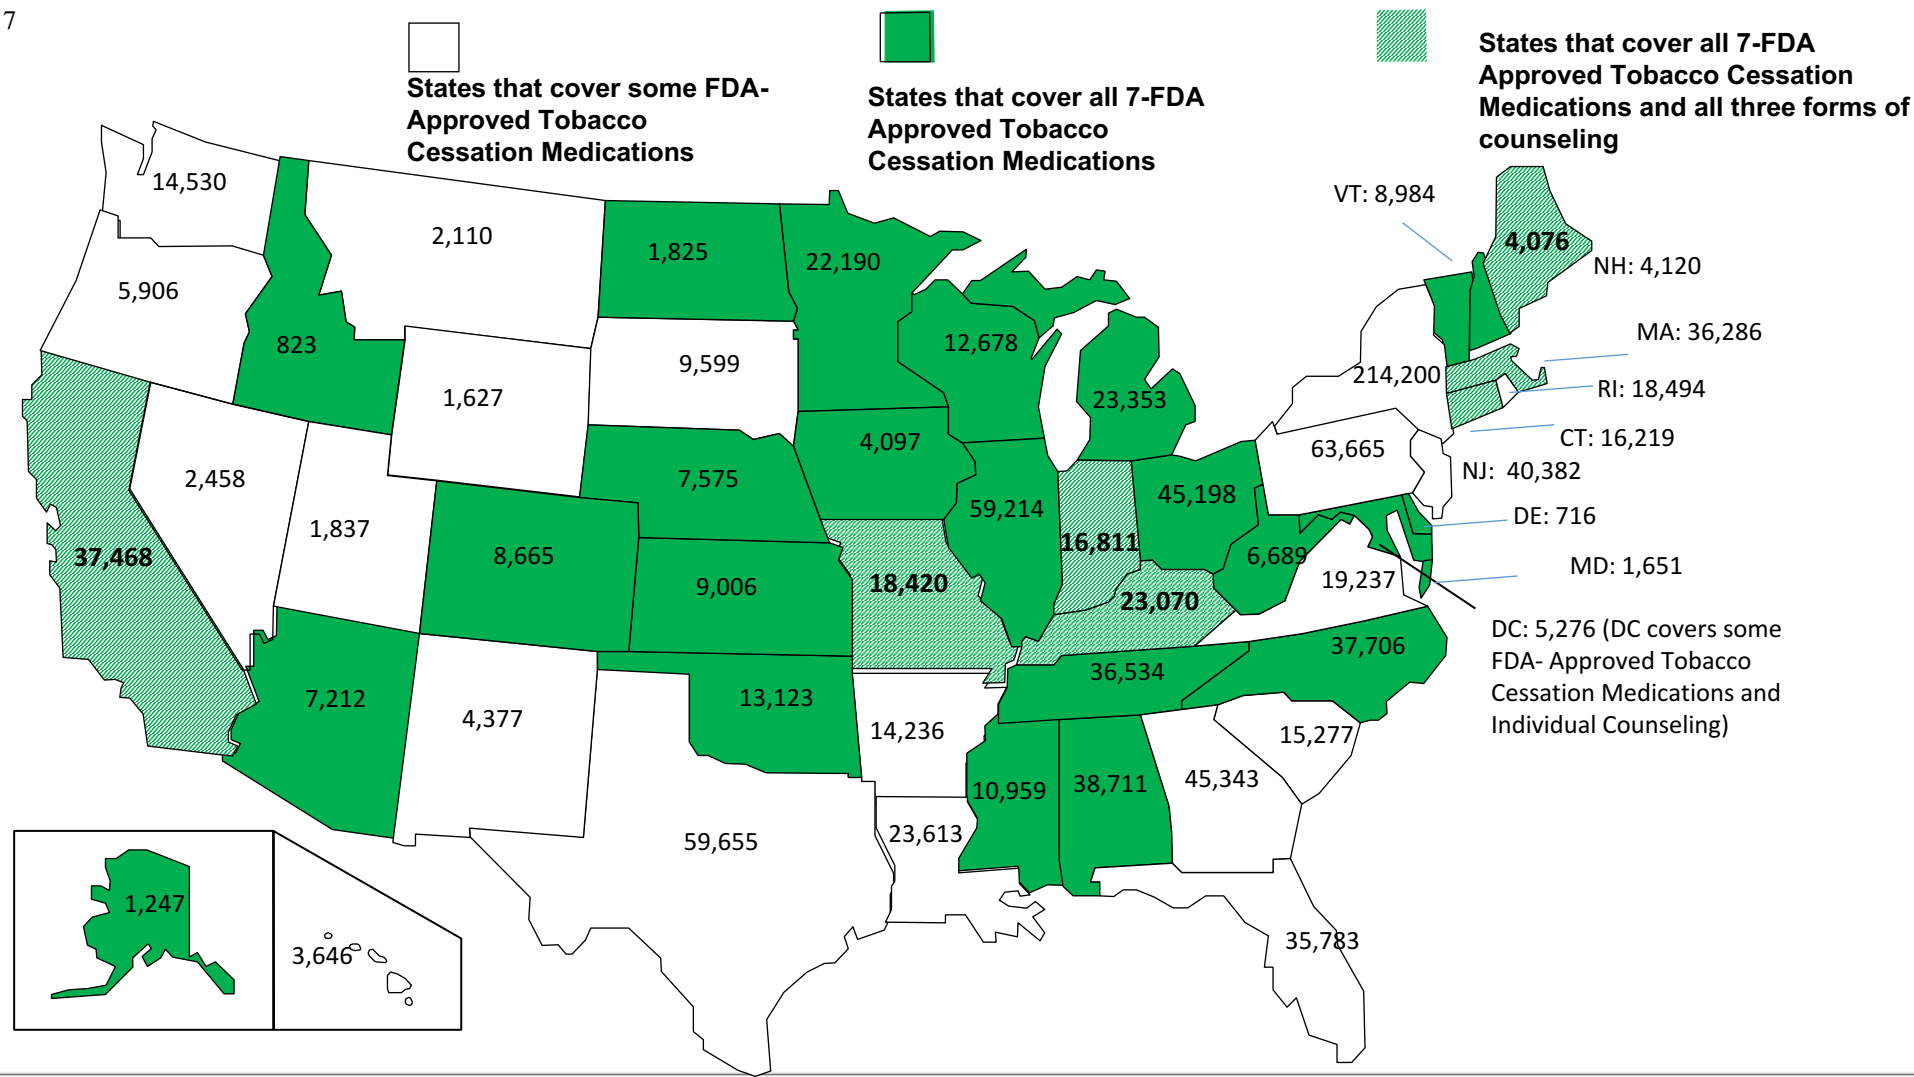 7
States that cover some FDA-
Approved Tobacco
Cessation Medications
States that cover all 7-FDA
Approved Tobacco
Cessation Medications
States that cover all 7-FDA
Approved Tobacco Cessation
Medications and all three forms of
counseling
14,530
2,110
1,825
22,190
VT: 8,984
4,076
NH: 4,120
5,906
823
9,599
12,678
MA: 36,286
1,627
214,200
RI: 18,494
23,353
4,097
63,665
CT: 16,219
2,458
7,575
NJ: 40,382
45,198
59,214
DE: 716
1,837
8,665
16,811
6,689
37,468
9,006
18,420
23,070
19,237
MD: 1,651
DC: 5,276 (DC covers some
FDA- Approved Tobacco
Cessation Medications and
Individual Counseling)
37,706
36,534
7,212
4,377
13,123
14,236
15,277
10,959
38,711
45,343
59,655
23,613
1,247
3,646
35,783